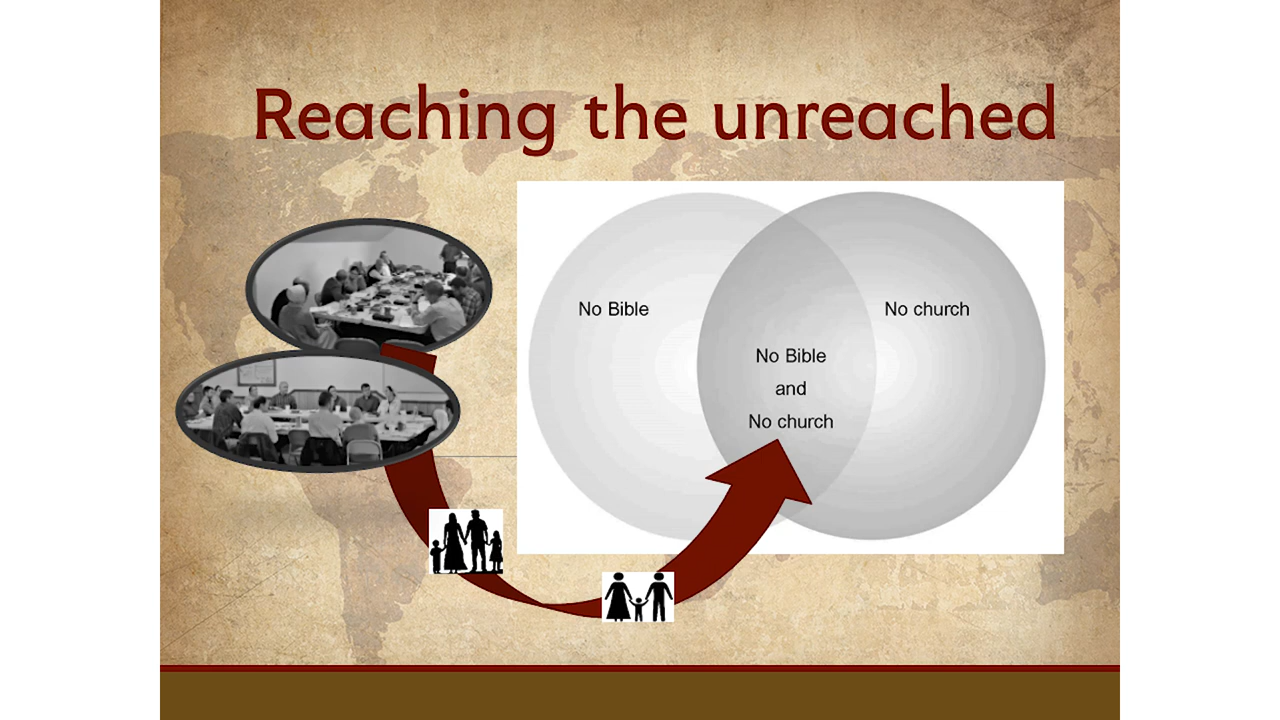 Reaching the unreached
No Bible
No church
No Bible
and
No church